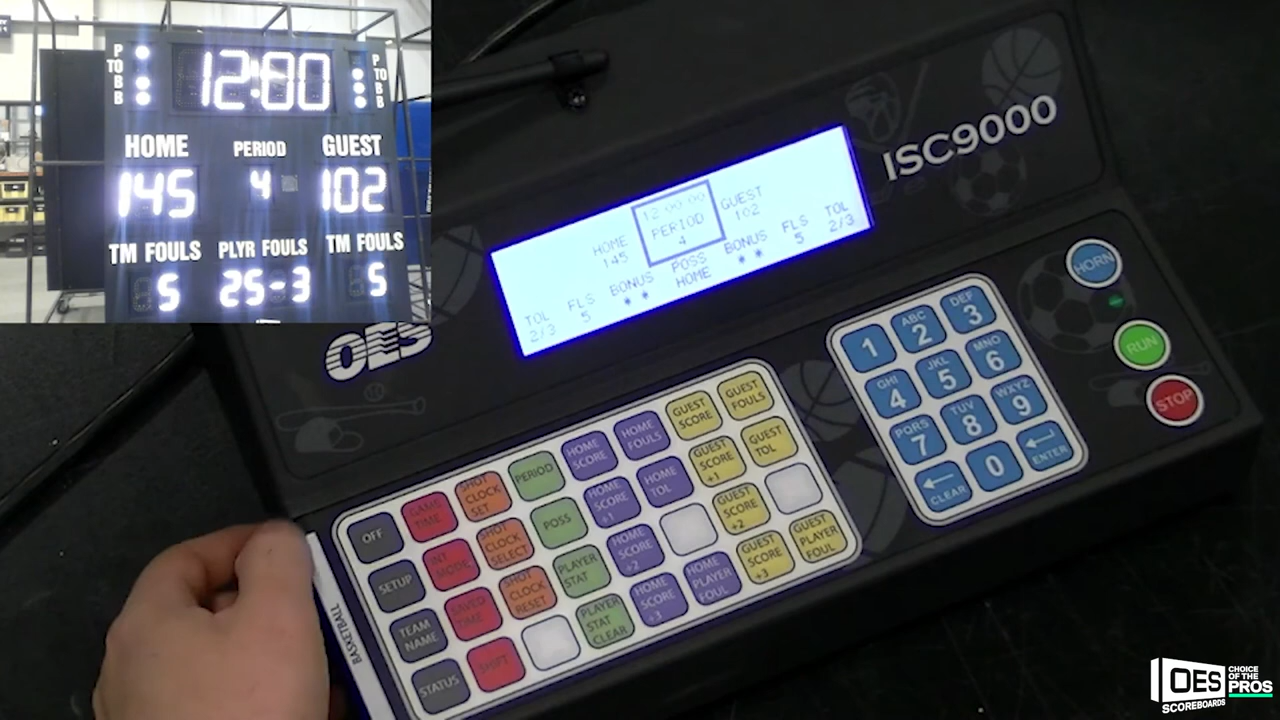 P
TO
B
B
12:00
P
TO
B
B
HOME
PERIOD
GUEST
145
4
102
TM FOULS
PLYR FOULS
TM FOULS
5
25-3
5
ISC9000
12:00:00
PERIOD
4
HOME
145
GUEST
102
TOL
2/3
FLS
5
BONUS
* *
POSS
HOME
BONUS
* *
FLS
5
TOL
2/3
OES
OFF
GAME TIME
SHOT CLOCK SET
PERIOD
HOME SCORE
HOME FOULS
GUEST SCORE
GUEST FOULS
SETUP
INT. MODE
SHOT CLOCK SELECT
POSS
HOME SCORE +1
HOME TOL
GUEST SCORE +1
GUEST TOL
TEAM NAME
SAVED TIME
SHOT CLOCK RESET
PLAYER STAT
HOME SCORE +2
GUEST SCORE +2
STATUS
SHIFT
PLAYER STAT CLEAR
HOME SCORE +3
HOME PLAYER FOUL
GUEST SCORE +3
GUEST PLAYER FOUL
BASKETBALL
1
ABC 2
DEF 3
GHI 4
JKL 5
MNO 6
PQRS 7
TUV 8
WXYZ 9
CLEAR
0
ENTER
HORN
RUN
STOP
OES CHOICE OF THE PROS
SCOREBOARDS